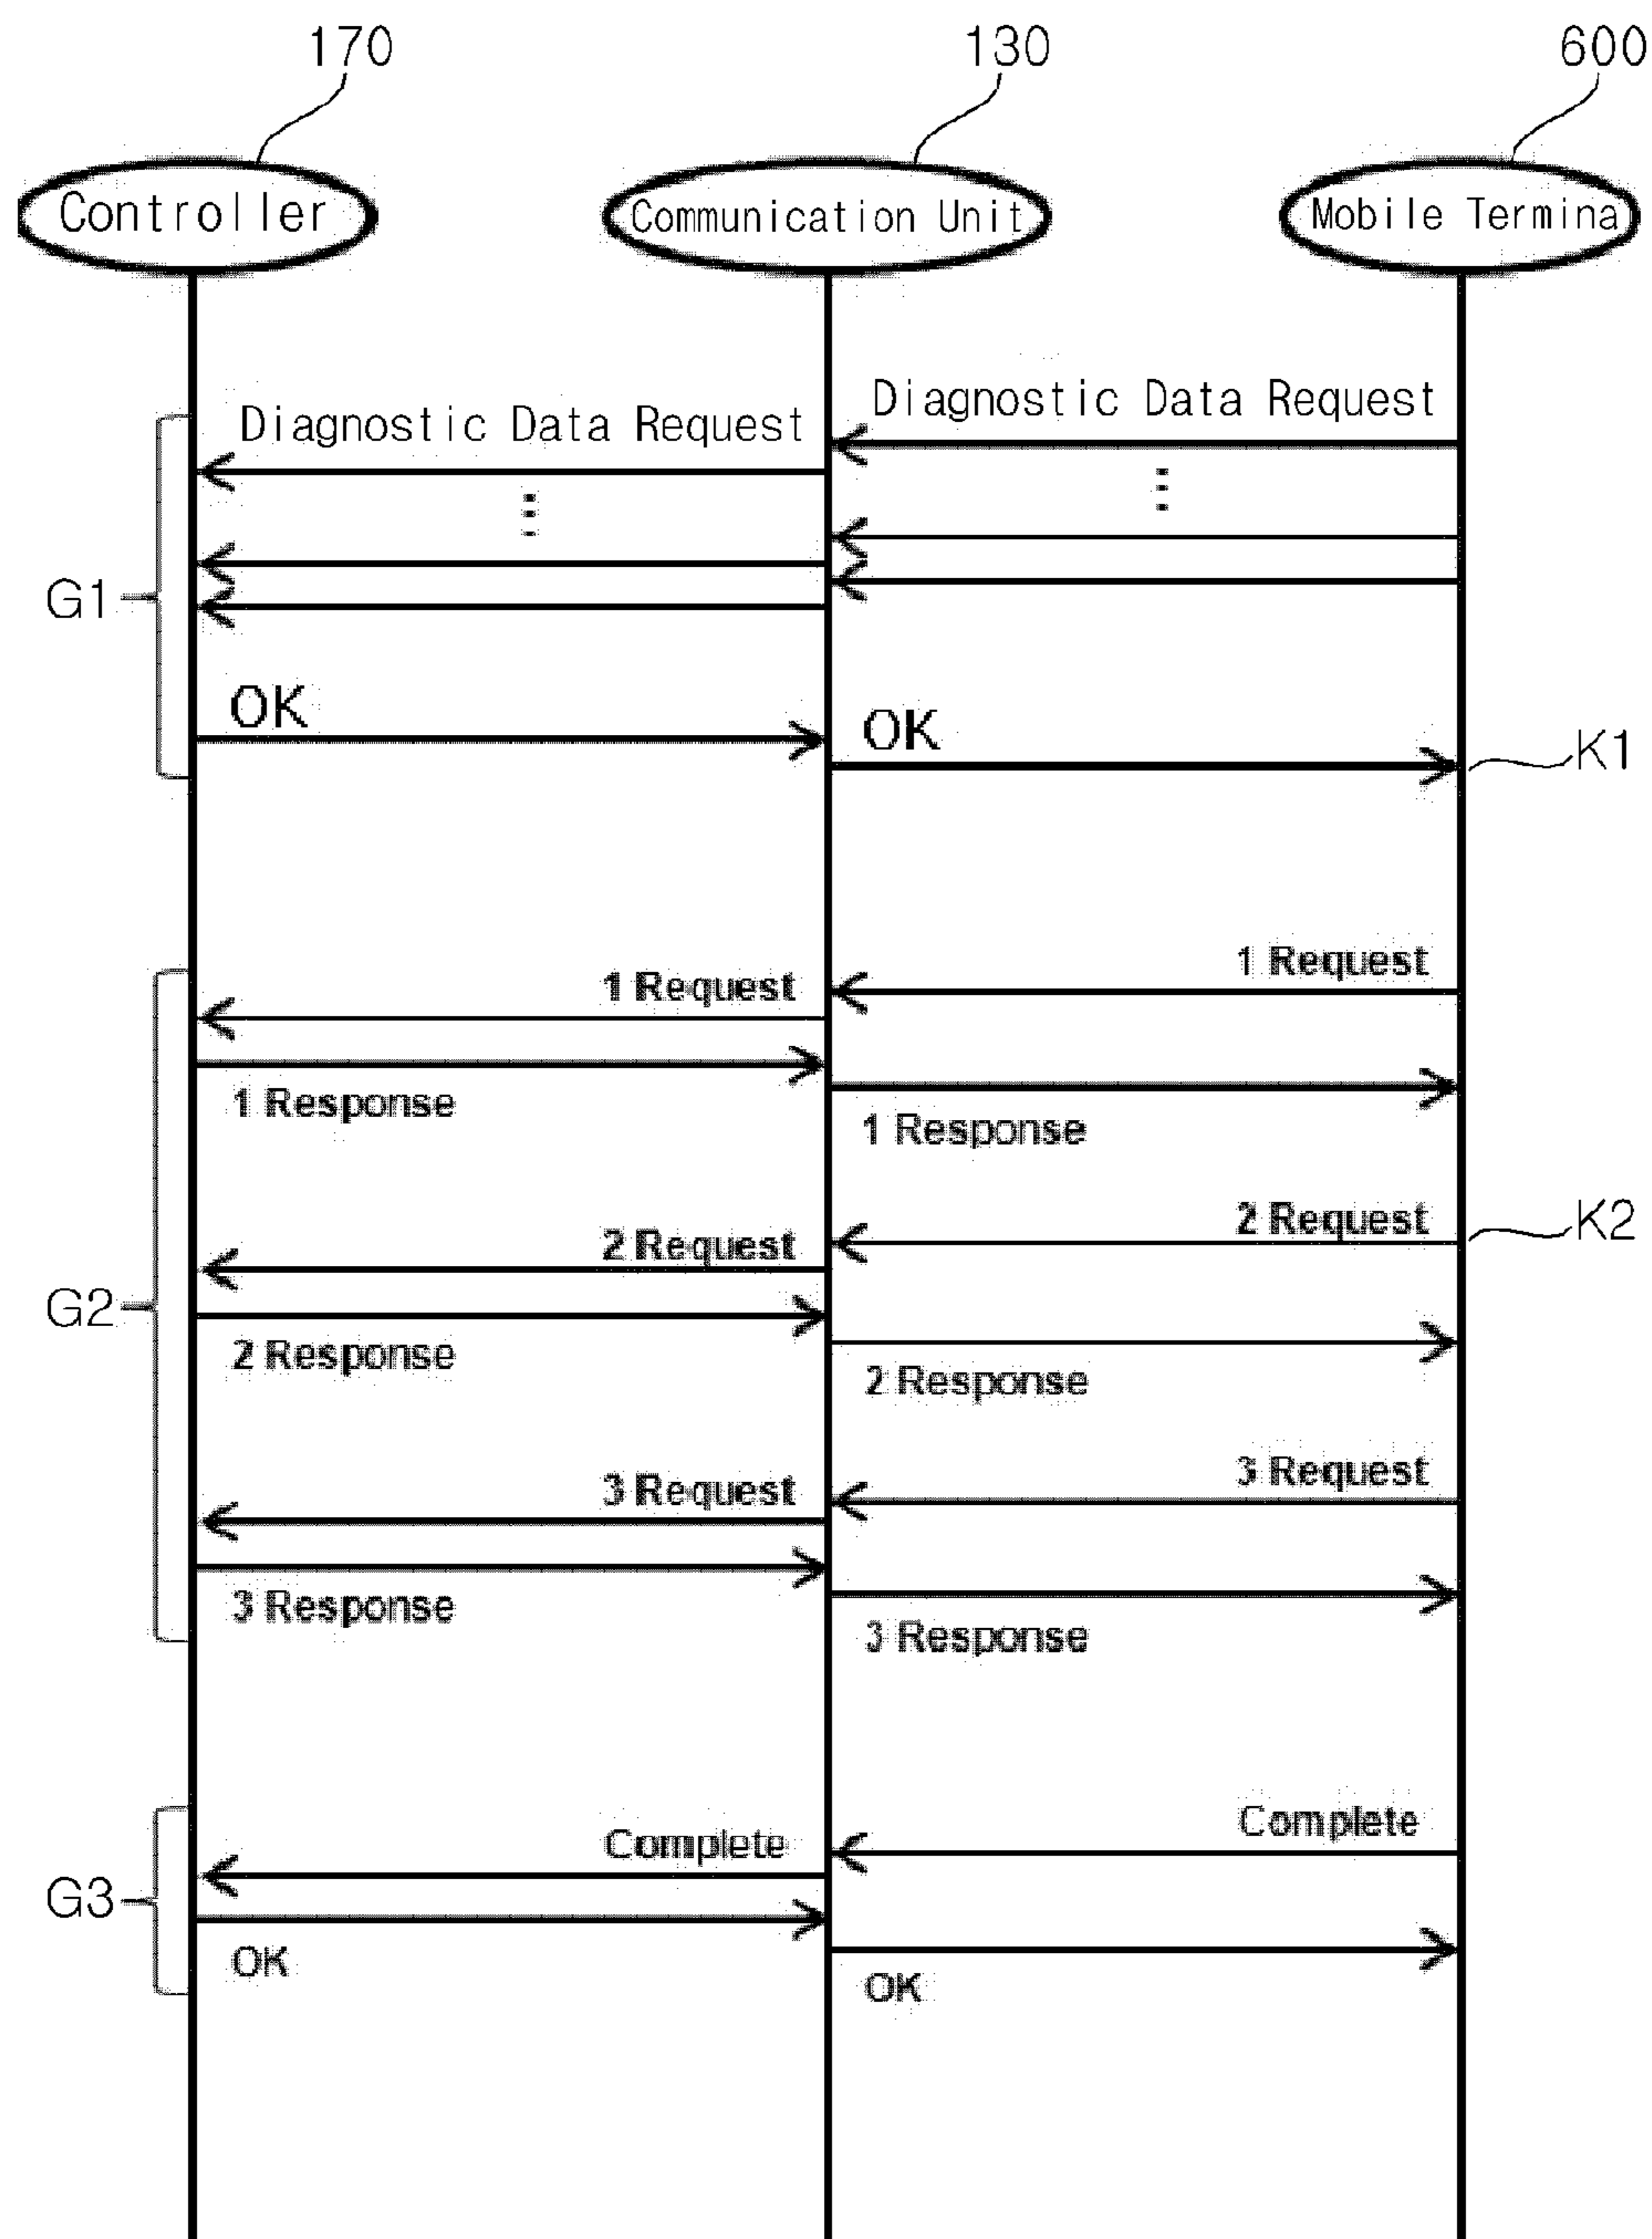 170
130
600
Controller
Communication Unit
Mobile Termina
Diagnostic Data Request
Diagnostic Data Request
G1
OK
OK
K1
1 Request
1 Request
1 Response
1 Response
2 Request
K2
2 Request
G2
2 Response
2 Response
3 Request
3 Request
3 Response
3 Response
Complete
Complete
G3
OK
OK